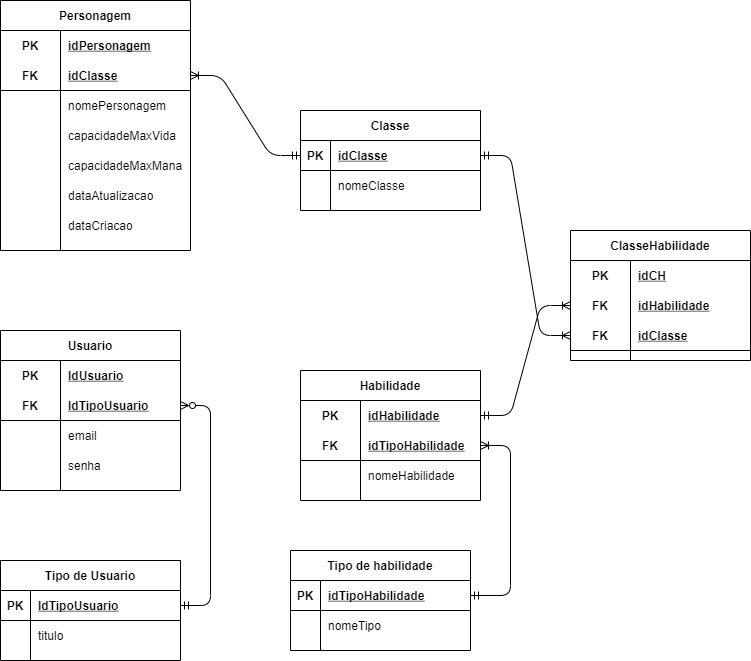 Personagem
PK idPersonagem
FK idClasse
nomePersonagem
capacidadeMaxVida
capacidadeMaxMana
dataAtualizacao
dataCriacao
Classe
PK idClasse
nomeClasse
ClasseHabilidade
PK idCH
FK idHabilidade
FK idClasse
Usuario
PK IdUsuario
FK IdTipoUsuario
email
senha
Habilidade
PK idHabilidade
FK idTipoHabilidade
nomeHabilidade
Tipo de Usuario
PK IdTipoUsuario
titulo
Tipo de habilidade
PK idTipoHabilidade
nomeTipo